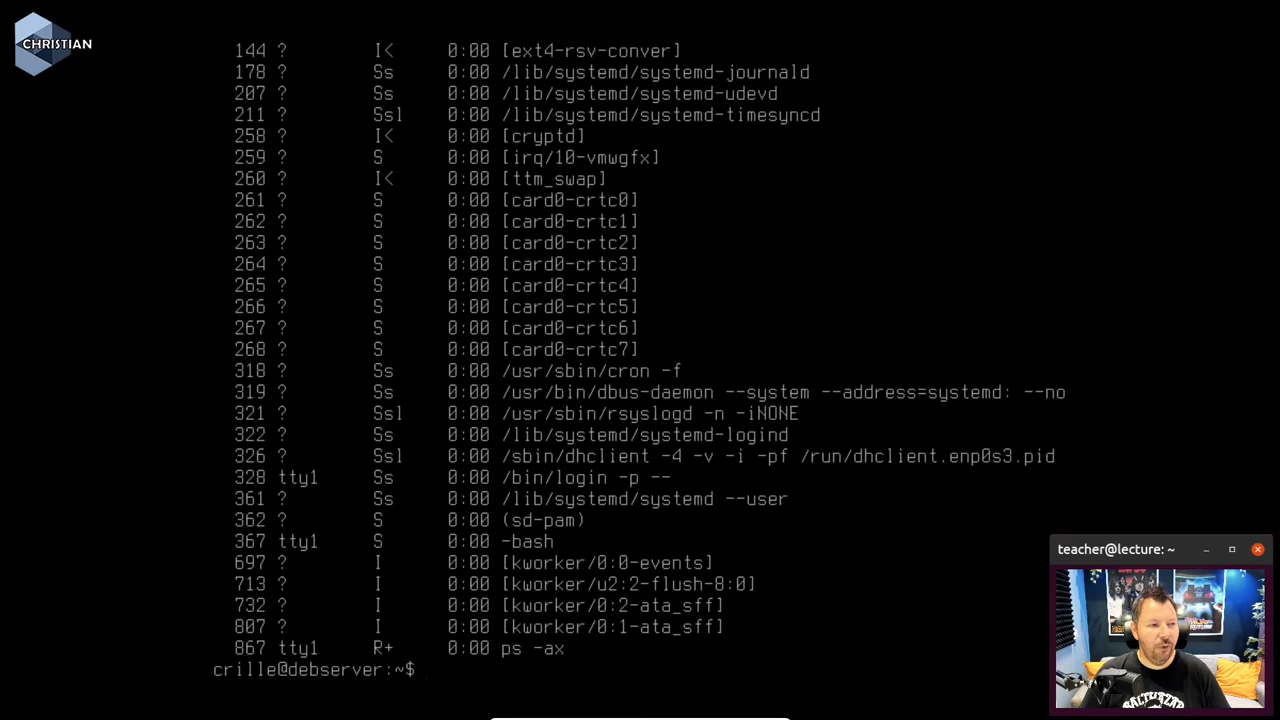 CHRISTIAN
144 ? I< 0:00 [ext4-rsv-conver]
178 ? Ss 0:00 /lib/systemd/systemd-journald
207 ? Ss 0:00 /lib/systemd/systemd-udevd
211 ? Ssl 0:00 /lib/systemd/systemd-timesyncd
258 ? I< 0:00 [cryptd]
259 ? S 0:00 [irq/10-vmwgfx]
260 ? I< 0:00 [ttm_swap]
261 ? S 0:00 [card0-crtc0]
262 ? S 0:00 [card0-crtc1]
263 ? S 0:00 [card0-crtc2]
264 ? S 0:00 [card0-crtc3]
265 ? S 0:00 [card0-crtc4]
266 ? S 0:00 [card0-crtc5]
267 ? S 0:00 [card0-crtc6]
268 ? S 0:00 [card0-crtc7]
318 ? Ss 0:00 /usr/sbin/cron -f
319 ? Ss 0:00 /usr/bin/dbus-daemon --system --address=systemd: --no
321 ? Ssl 0:00 /usr/sbin/rsyslogd -n -iNONE
322 ? Ss 0:00 /lib/systemd/systemd-logind
326 ? Ssl 0:00 /sbin/dhclient -4 -v -i -pf /run/dhclient.enp0s3.pid
328 tty1 Ss 0:00 /bin/login -p --
361 ? Ss 0:00 /lib/systemd/systemd --user
362 ? S 0:00 (sd-pam)
367 tty1 S 0:00 -bash
697 ? I 0:00 [kworker/0:0-events]
713 ? I 0:00 [kworker/u2:2-flush-8:0]
732 ? I 0:00 [kworker/0:2-ata_sff]
807 ? I 0:00 [kworker/0:1-ata_sff]
867 tty1 R+ 0:00 ps -ax
crille@debserver:~$
teacher@lecture: ~